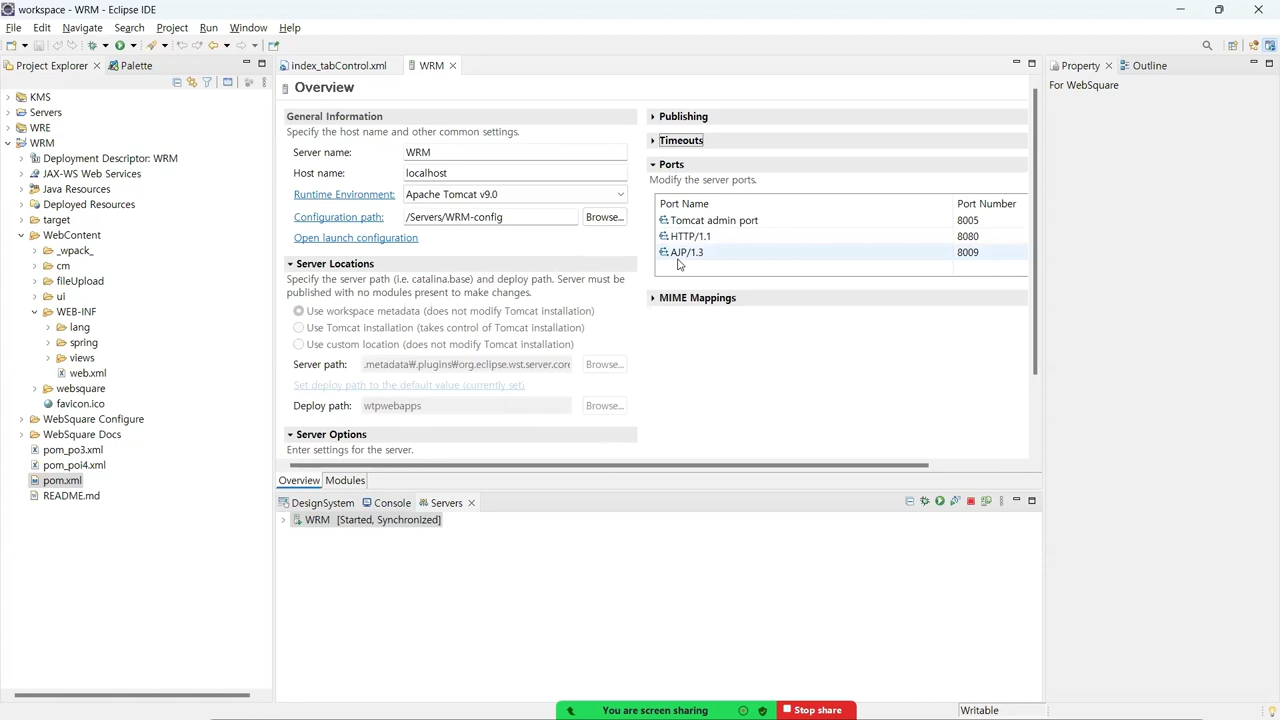 workspace - WRM - Eclipse IDE
File Edit Navigate Search Project Run Window Help
Project Explorer
Palette
KMS
Servers
WRE
WRM
Deployment Descriptor: WRM
JAX-WS Web Services
Java Resources
Deployed Resources
target
WebContent
_wpack_
cm
fileUpload
ui
WEB-INF
lang
spring
views
web.xml
websquare
favicon.ico
WebSquare Configure
WebSquare Docs
pom_po3.xml
pom_pol4.xml
pom.xml
README.md
index_tabControl.xml
WRM
Overview
General Information
Specify the host name and other common settings.
Server name: WRM
Host name: localhost
Runtime Environment: Apache Tomcat v9.0
Configuration path: /Servers/WRM-config Browse...
Open launch configuration
Server Locations
Specify the server path (i.e. catalina.base) and deploy path. Server must be
published with no modules present to make changes.
Use workspace metadata (does not modify Tomcat installation)
Use Tomcat installation (takes control of Tomcat installation)
Use custom location (does not modify Tomcat installation)
Server path: .metadata₩.plugins₩org.eclipse.wst.server.core Browse...
Set deploy path to the default value (currently set)
Deploy path: wtpwebapps Browse...
Server Options
Enter settings for the server.
Publishing
Timeouts
Ports
Modify the server ports.
Port Name Port Number
Tomcat admin port 8005
HTTP/1.1 8080
AJP/1.3 8009
MIME Mappings
Overview Modules
DesignSystem Console Servers
WRM [Started, Synchronized]
Property Outline
For WebSquare
You are screen sharing Stop share
Writable